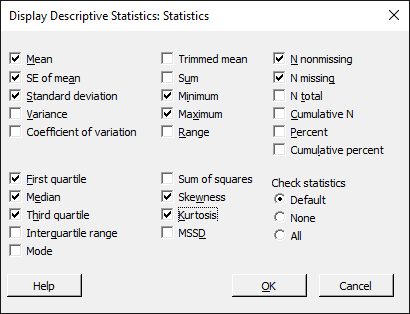 Display Descriptive Statistics: Statistics
Mean
SE of mean
Standard deviation
Variance
Coefficient of variation
Trimmed mean
Sum
Minimum
Maximum
Range
N nonmissing
N missing
N total
Cumulative N
Percent
Cumulative percent
First quartile
Median
Third quartile
Interquartile range
Mode
Sum of squares
Skewness
Kurtosis
MSSD
Check statistics
Default
None
All
Help
OK
Cancel